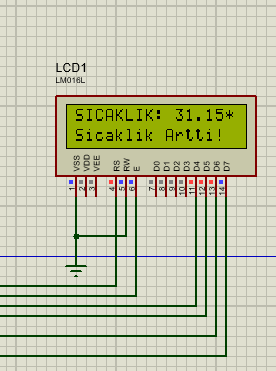 LCD1
LM016L
SICAKLIK: 31.15*
Sicaklik Artti!
VSS VDD VEE RS RW E D0 D1 D2 D3 D4 D5 D6 D7
1 2 3 4 5 6 7 8 9 10 11 12 13 14